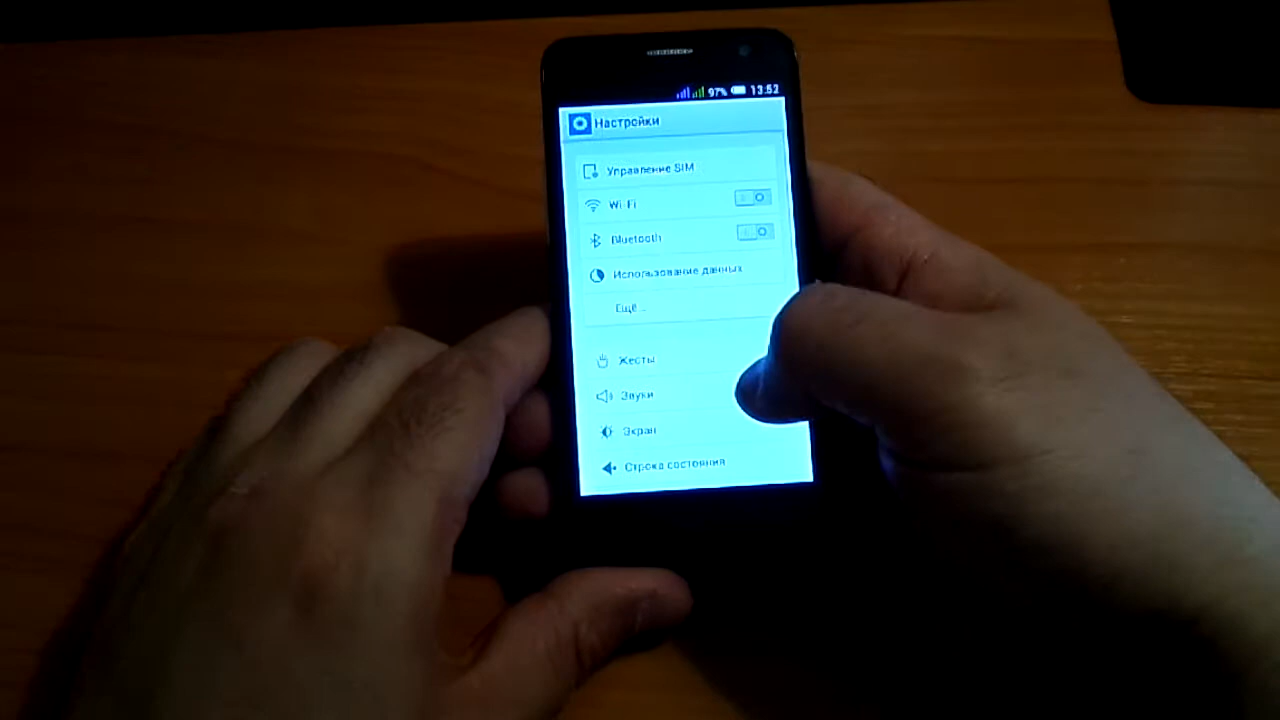 97% 13:52
Настройки
Управление SIM
Wi-Fi
Bluetooth
Использование данных
Ещё...
Жесты
Звуки
Экран
Строка состояния